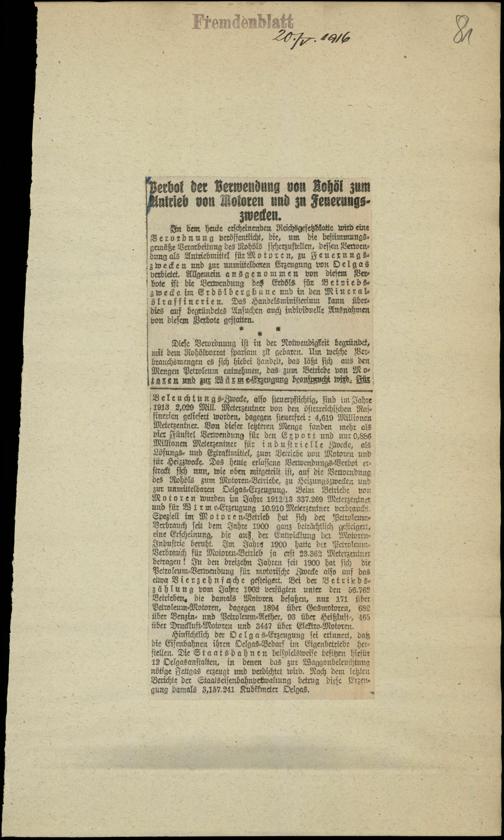 Fremdenblatt
20./V. 1916
81
Verbot der Verwendung von Rohöl zum
Antrieb von Motoren und zu Feuerungs-
zwecken.
In dem heute erscheinenden Reichsgesetzblatte wird eine
Verordnung veröffentlicht, die, um die bestimmungs-
gemäße Verarbeitung des Rohöls sicherzustellen, dessen Verwen-
dung als Antriebsmittel für Motoren, zu Feuerungs-
zwecken und zur unmittelbaren Erzeugung von Oelgas
verbietet. Allgemein ausgenommen von diesem Ver-
bote ist die Verwendung des Erdöls für Betriebs-
zwecke im Erdölbergbaue und in den Mineral-
ölraffinerien. Das Handelsministerium kann über-
dies auf begründetes Ansuchen auch individuelle Ausnahmen
von diesem Verbote gestatten.
* * *
Diese Verordnung ist in der Notwendigkeit begründet,
mit dem Rohölvorrat sparsam zu gebaren. Um welche Ver-
brauchsmengen es sich hiebei handelt, das läßt sich aus den
Mengen Petroleum entnehmen, das zum Betriebe von Mo-
toren und zur Wärme-Erzeugung beansprucht wird. Für
Beleuchtungs-Zwecke, also steuerpflichtig, sind im Jahre
1913 2,029 Mill. Meterzentner von den österreichischen Raf-
finerien geliefert worden, dagegen steuerfrei: 4,619 Millionen
Meterzentner. Von dieser letzteren Menge fanden mehr als
vier Fünftel Verwendung für den Export und nur 0,886
Millionen Meterzentner für industrielle Zwecke, als
Lösungs- und Extraktmittel, zum Betriebe von Motoren und
für Heizzwecke. Das heute erlassene Verwendungs-Verbot er-
streckt sich nun, wie oben mitgeteilt ist, auf die Verwendung
des Rohöls zum Motoren-Betriebe, zu Heizungszwecken und
zur unmittelbaren Oelgas-Erzeugung. Beim Betriebe von
Motoren wurden im Jahre 1912/13 337.269 Meterzentner
und für Wärme-Erzeugung 10.910 Meterzentner verbraucht.
Speziell im Motoren-Betrieb hat sich der Petroleum-
Verbrauch seit dem Jahre 1900 ganz beträchtlich gesteigert,
eine Erscheinung, die auf der Entwicklung der Motoren-
Industrie beruht. Im Jahre 1900 hatte der Petroleum-
Verbrauch für Motoren-Betrieb ja erst 23.362 Meterzentner
betragen! In den dreizehn Jahren seit 1900 hat sich die
Petroleum-Verwendung für motorische Zwecke also auf das
etwa Vierzehnfache gesteigert. Bei der Betriebs-
zählung vom Jahre 1902 verfügten unter den 56.762
Betrieben, die damals Motoren besaßen, nur 171 über
Petroleum-Motoren, dagegen 1894 über Gasmotoren, 682
über Benzin- und Petroleum-Aether, 93 über Heißluft-, 465
über Druckluft-Motoren und 3447 über Elektro-Motoren.
Hinsichtlich der Oelgas-Erzeugung sei erinnert, daß
die Eisenbahnen ihren Oelgas-Bedarf im Eigenbetriebe her-
stellen. Die Staatsbahnen beispielsweise besitzen hiefür
12 Oelgasanstalten, in denen das zur Waggonbeleuchtung
nötige Fettgas erzeugt und verdichtet wird. Nach dem letzten
Berichte der Staatseisenbahnverwaltung betrug diese Erzeu-
gung damals 3,157.241 Kubikmeter Oelgas.